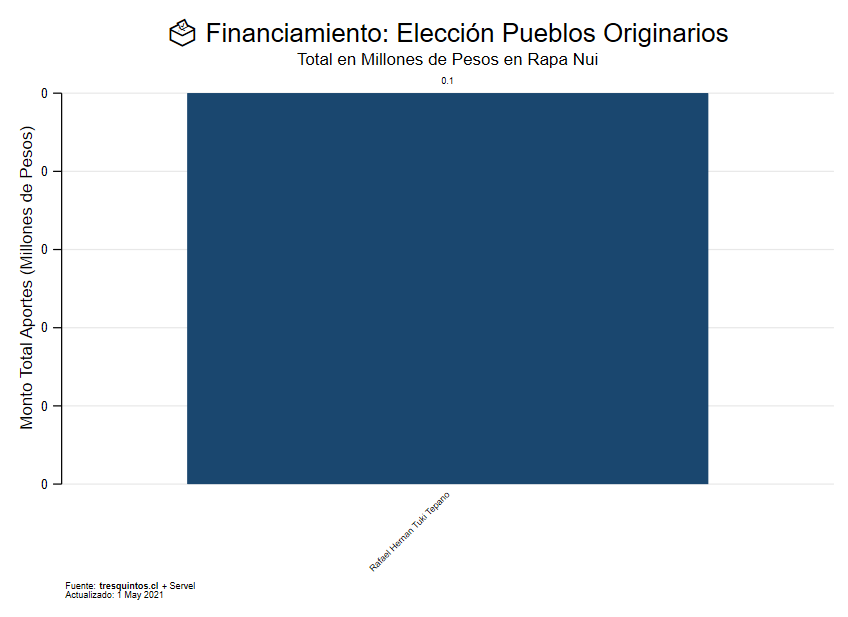 Financiamiento: Elección Pueblos Originarios
Total en Millones de Pesos en Rapa Nui
0.1
Monto Total Aportes (Millones de Pesos)
0
0
0
0
0
0
Rafael Hernan Tuki Tepano
Fuente: tresquintos.cl + Servel
Actualizado: 1 May 2021